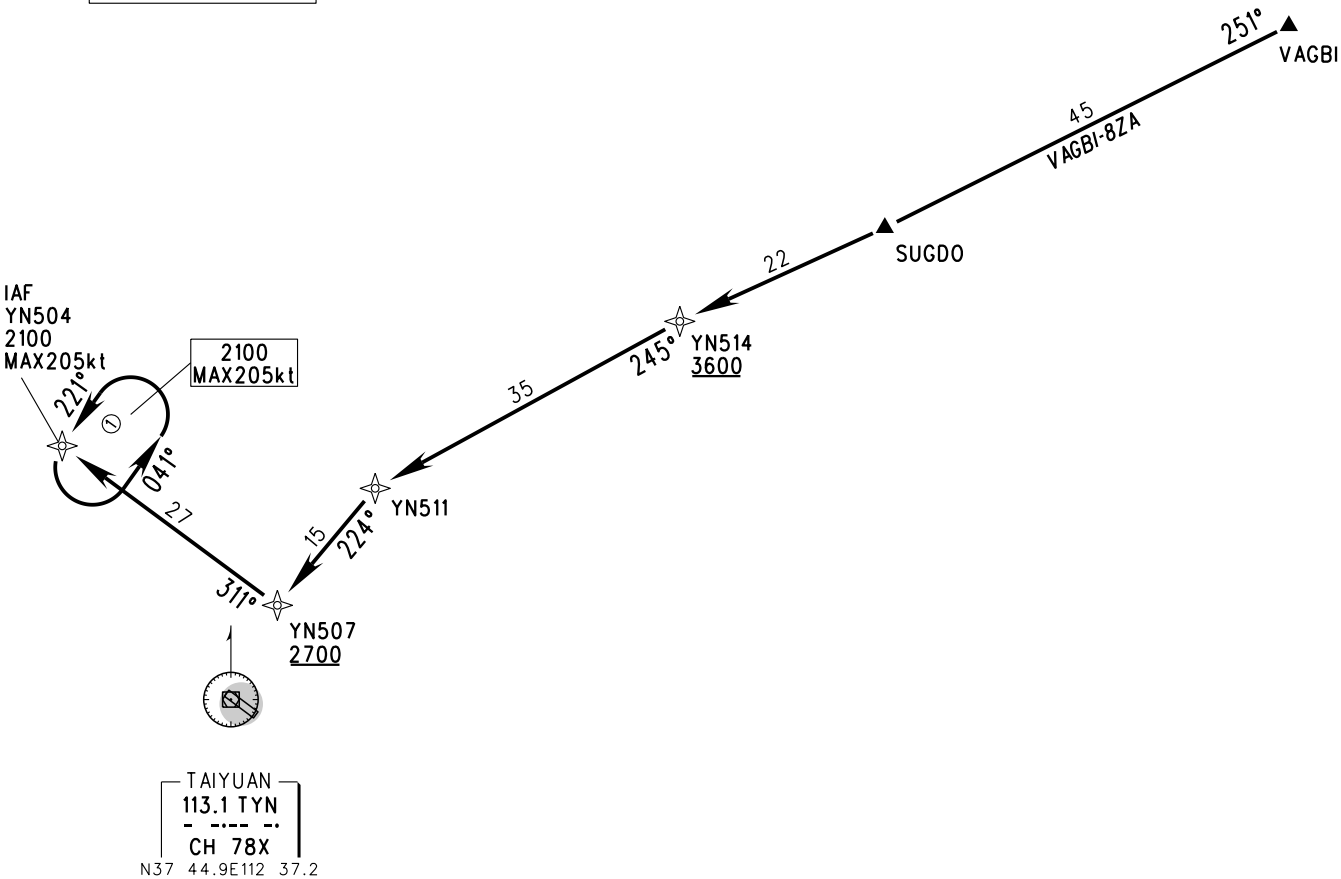 251°
VAGBI
45
VAGBI-8ZA
SUGDO
22
YN514
3600
245°
35
IAF
YN504
2100
MAX205kt
2100
MAX205kt
221°
1
041°
27
YN511
15
224°
311°
YN507
2700
TAIYUAN
113.1 TYN
- -.-- -.
CH 78X
N37 44.9E112 37.2